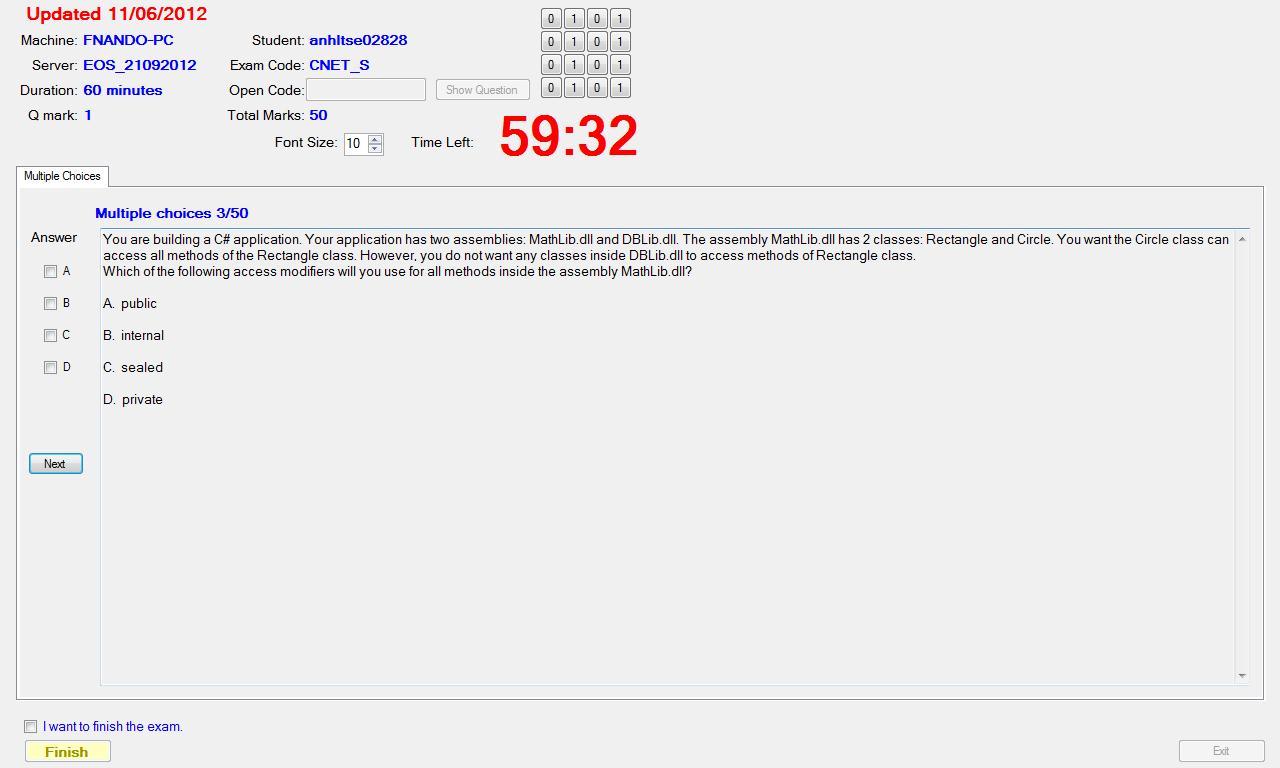 Updated 11/06/2012
Machine: FNANDO-PC Student: anhltse02828
Server: EOS_21092012 Exam Code: CNET_S
Duration: 60 minutes Open Code: Show Question
Q mark: 1 Total Marks: 50
Font Size: 10 Time Left: 59:32
0 1 0 1
0 1 0 1
0 1 0 1
0 1 0 1
Multiple Choices
Multiple choices 3/50
Answer
A
B
C
D
Next
You are building a C# application. Your application has two assemblies: MathLib.dll and DBLib.dll. The assembly MathLib.dll has 2 classes: Rectangle and Circle. You want the Circle class can
access all methods of the Rectangle class. However, you do not want any classes inside DBLib.dll to access methods of Rectangle class.
Which of the following access modifiers will you use for all methods inside the assembly MathLib.dll?
A. public
B. internal
C. sealed
D. private
I want to finish the exam.
Finish
Exit